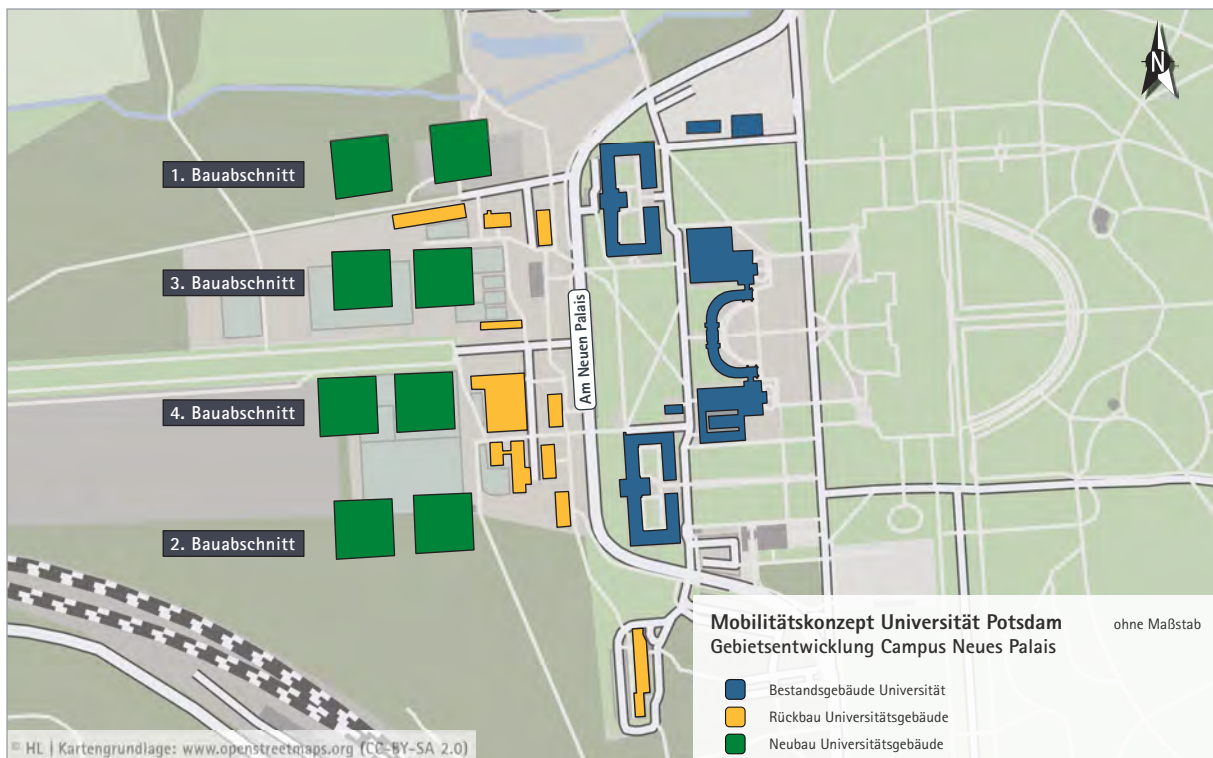 N
1. Bauabschnitt
3. Bauabschnitt
Am Neuen Palais
4. Bauabschnitt
2. Bauabschnitt
Mobilitätskonzept Universität Potsdam
ohne Maßstab
Gebietsentwicklung Campus Neues Palais
Bestandsgebäude Universität
Rückbau Universitätsgebäude
Neubau Universitätsgebäude
© HL | Kartengrundlage: www.openstreetmaps.org (CC-BY-SA 2.0)